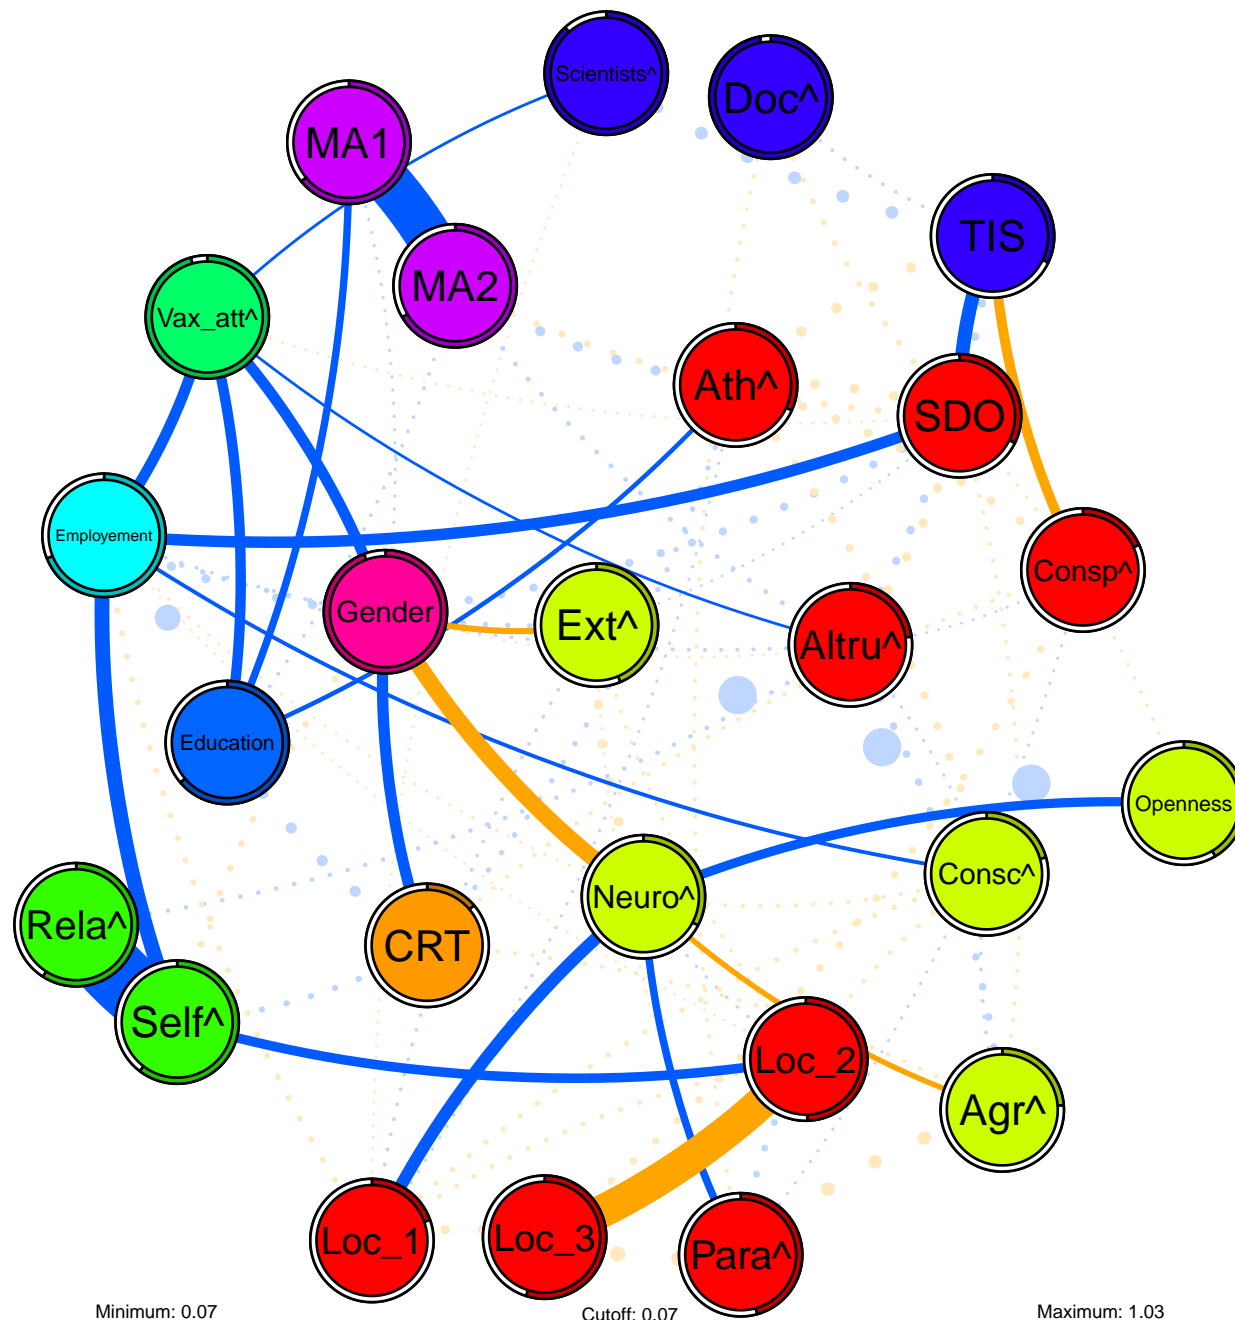 Scientists^
Doc^
MA1
TIS
MA2
Vax_att^
Ath^
SDO
Employement
Consp^
Gender
Ext^
Altru^
Education
Openness
Consc^
Neuro^
Rela^
CRT
Self^
Loc_2
Agr^
Loc_1
Loc_3
Para^
Minimum: 0.07
Cutoff: 0.07
Maximum: 1.03